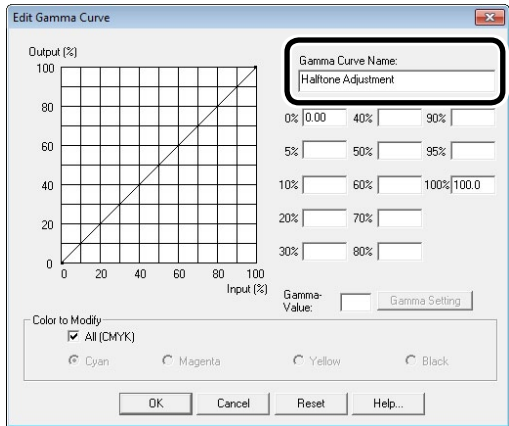 Edit Gamma Curve
Output (%)
100
80
60
40
20
0
0 20 40 60 80 100
Input (%)
Gamma Curve Name:
Halftone Adjustment
0% 0.00 40% 90%
5% 50% 95%
10% 60% 100% 100.0
20% 70%
30% 80%
Gamma-
Value:
Gamma Setting
Color to Modify
All (CMYK)
Cyan Magenta Yellow Black
OK Cancel Reset Help...